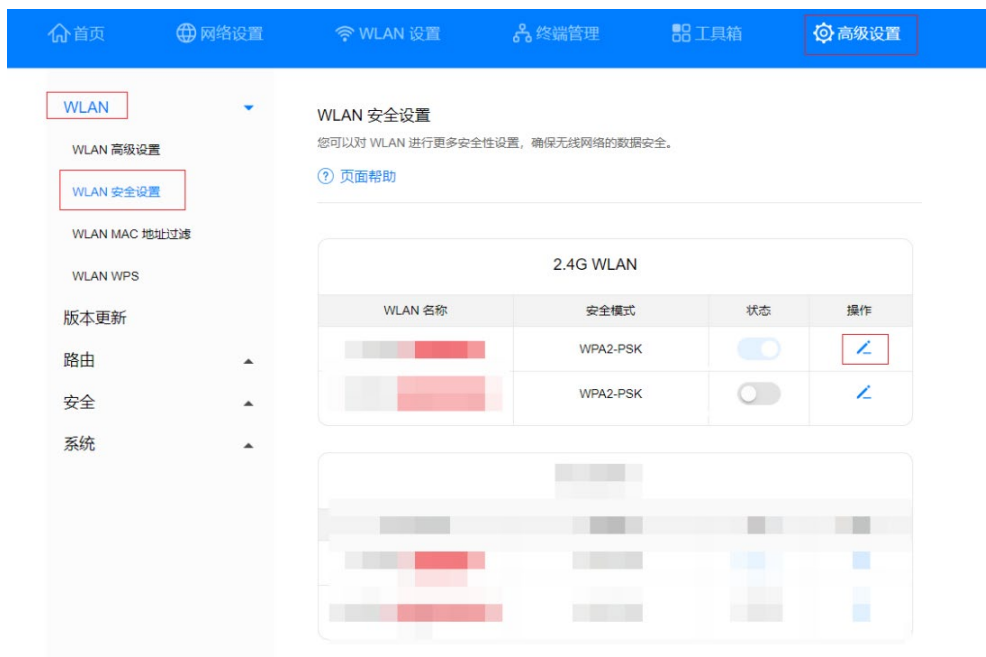 首页 网络设置 WLAN 设置 终端管理 工具箱 高级设置
WLAN
WLAN 高级设置
WLAN 安全设置
WLAN MAC 地址过滤
WLAN WPS
版本更新
路由
安全
系统
WLAN 安全设置
您可以对 WLAN 进行更多安全性设置，确保无线网络的数据安全。
? 页面帮助
2.4G WLAN
WLAN 名称 安全模式 状态 操作
WPA2-PSK
WPA2-PSK